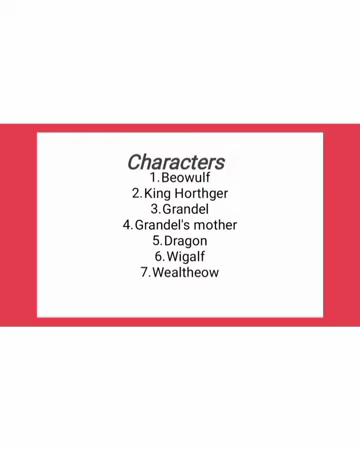 Characters
1.Beowulf
2.King Horthger
3.Grandel
4.Grandel's mother
5.Dragon
6.Wigalf
7.Wealtheow